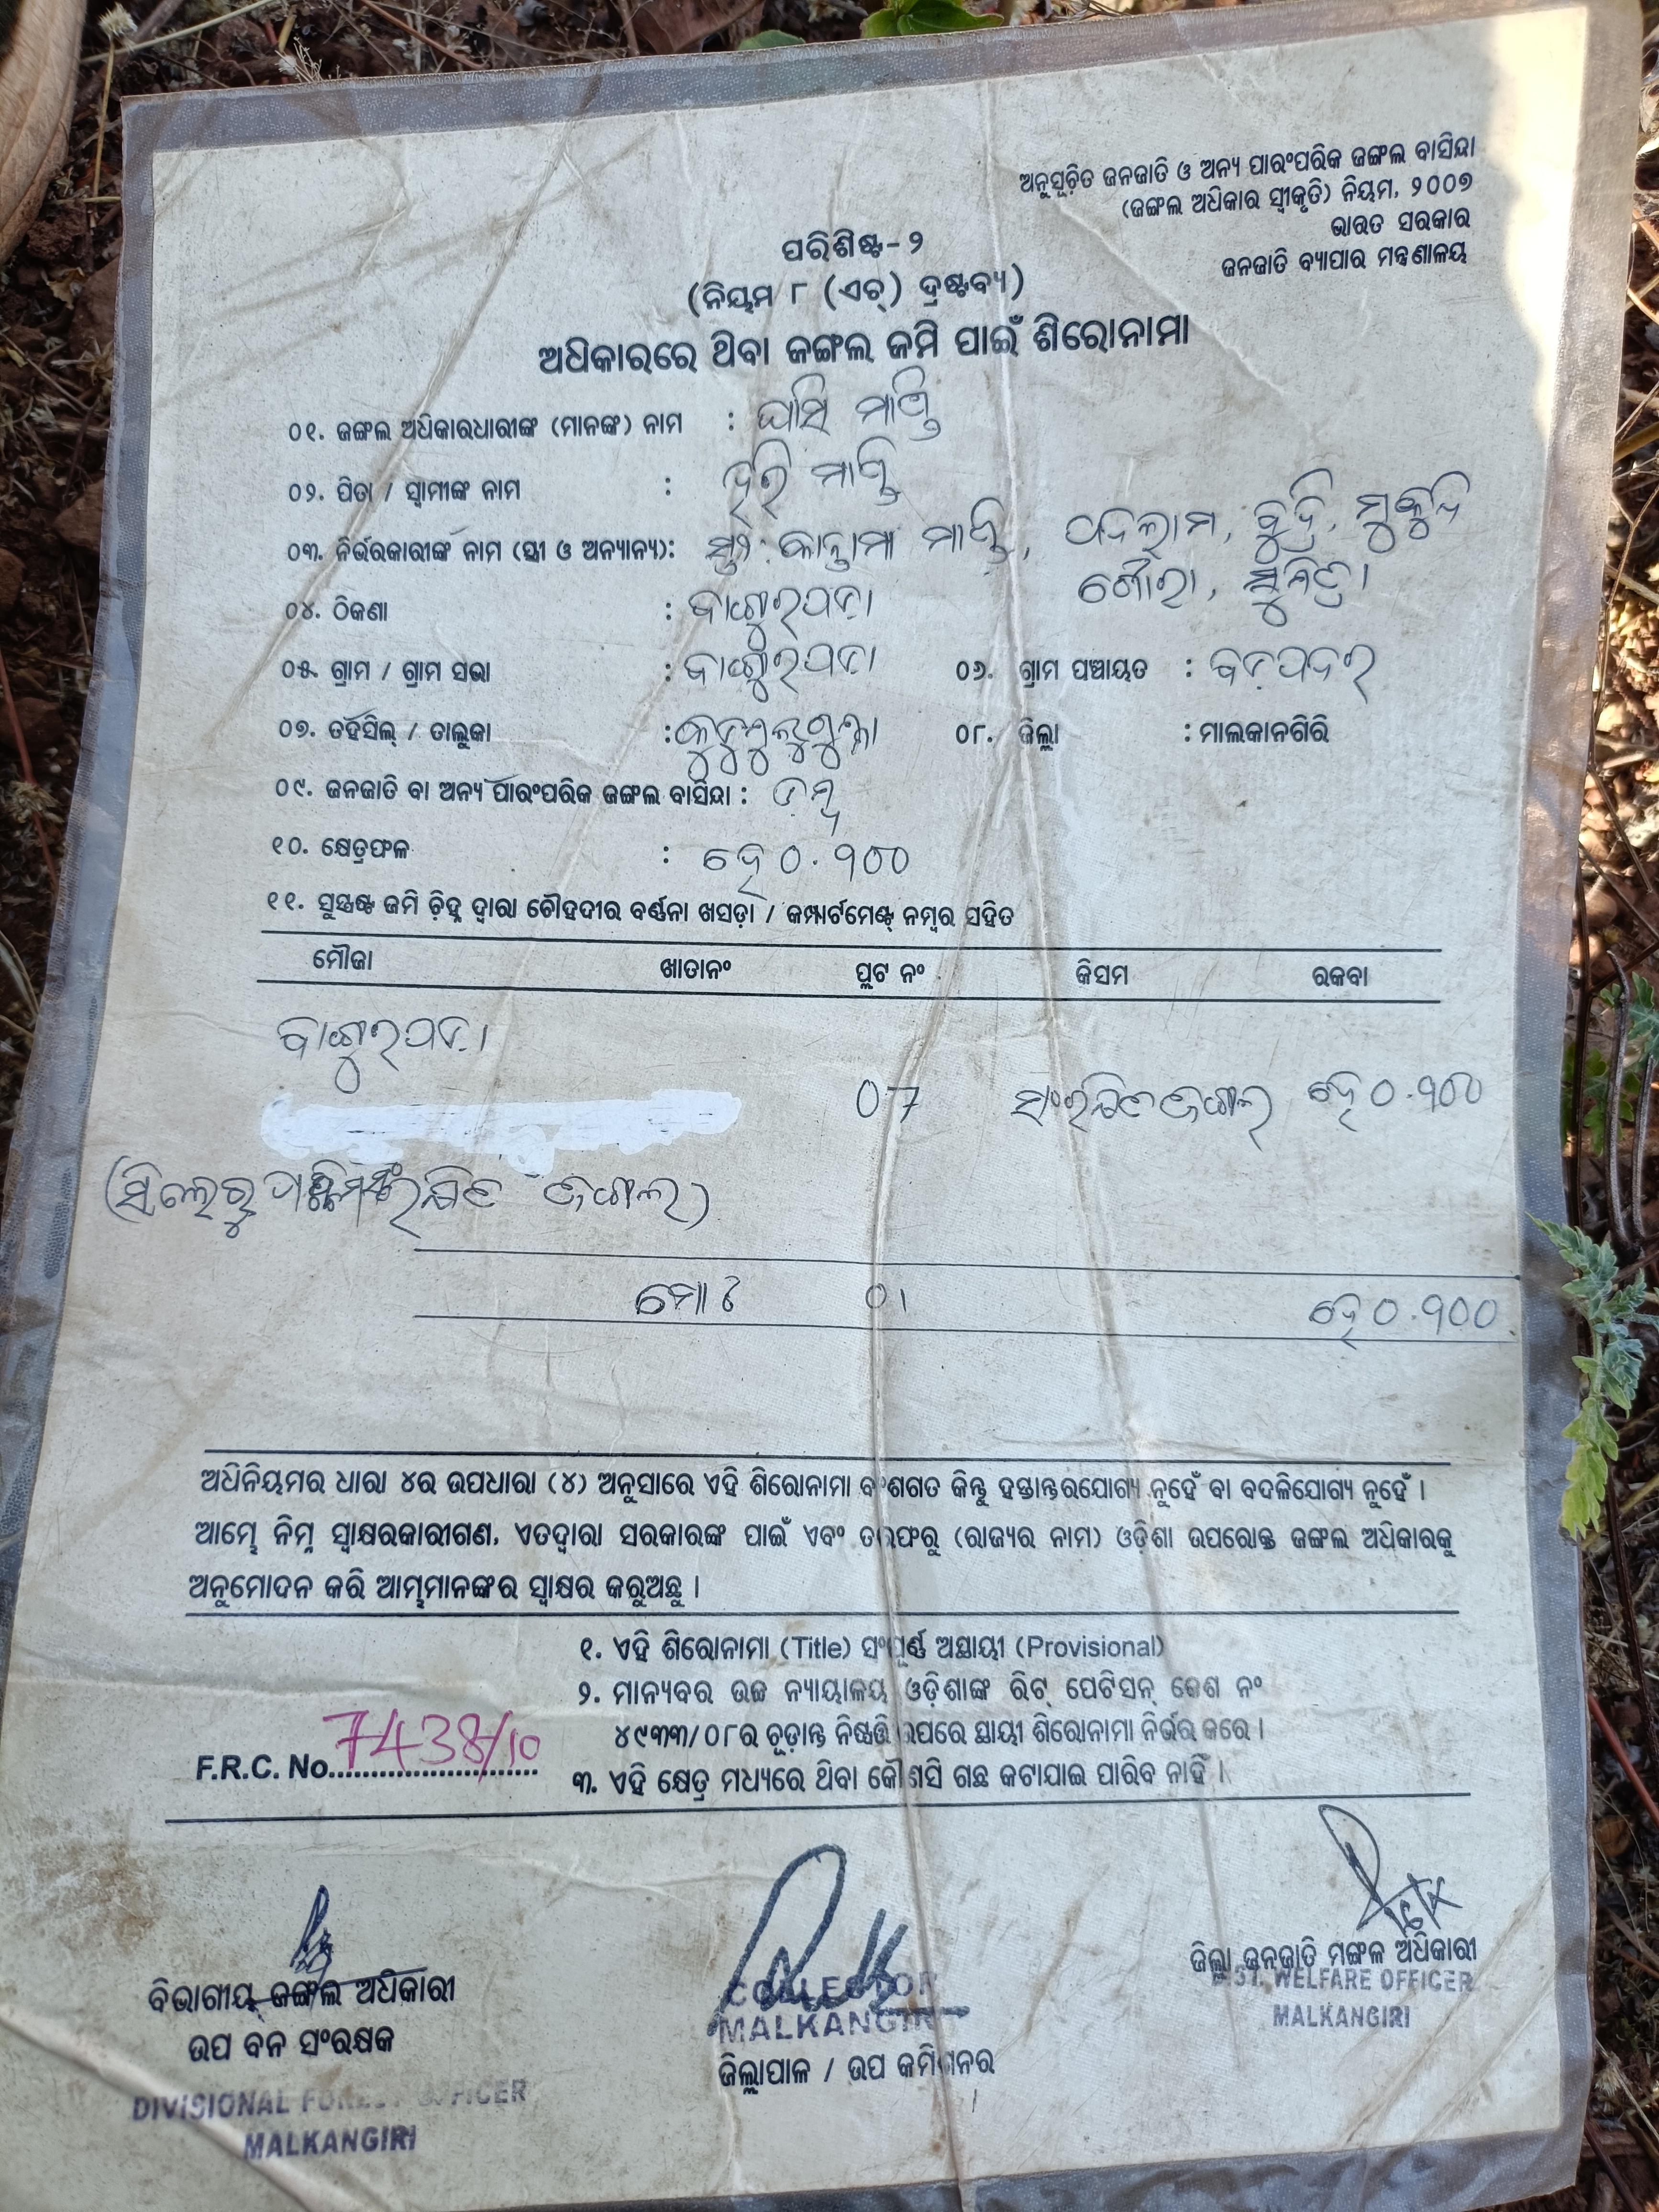 ଅନୁସୂଚିତ ଜନଜାତି ଓ ଅନ୍ୟ ପାରଂପରିକ ଜଙ୍ଗଲ ବାସିନ୍ଦା
(ଜଙ୍ଗଲ ଅଧିକାର ସ୍ୱୀକୃତି) ନିୟମ, ୨୦୦୭
ଭାରତ ସରକାର
ଜନଜାତି ବ୍ୟାପାର ମନ୍ତ୍ରଣାଳୟ
ପରିଶିଷ୍ଟ-୨
(ନିୟମ ୮ (ଏଚ୍) ଦ୍ରଷ୍ଟବ୍ୟ)
ଅଧିକାରରେ ଥିବା ଜଙ୍ଗଲ ଜମି ପାଇଁ ଶିରୋନାମା
୦୧. ଜଙ୍ଗଲ ଅଧିକାରଧାରୀଙ୍କ (ମାନଙ୍କ) ନାମ : ଘାସି ମାଣ୍ଡି
୦୨. ପିତା / ସ୍ୱାମୀଙ୍କ ନାମ : ହରି ମାଣ୍ଡି
୦୩. ନିର୍ଭରକାରୀଙ୍କ ନାମ (ସ୍ତ୍ରୀ ଓ ଅନ୍ୟାନ୍ୟ): ମାଣ୍ଡି,
୦୪. ଠିକଣା :
୦୫. ଗ୍ରାମ / ଗ୍ରାମ ସଭା : ୦୬. ଗ୍ରାମ ପଞ୍ଚାୟତ : ବଡ଼ପଦର
୦୭. ତହସିଲ୍ / ତାଲୁକା : କୁଡୁମୁଲୁଗୁମ୍ମା ୦୮. ଜିଲ୍ଲା : ମାଲକାନଗିରି
୦୯. ଜନଜାତି ବା ଅନ୍ୟ ପାରଂପରିକ ଜଙ୍ଗଲ ବାସିନ୍ଦା :
୧୦. କ୍ଷେତ୍ରଫଳ : ହେ ୦.୨୦୦
୧୧. ସୁସ୍ପଷ୍ଟ ଜମି ଚିହ୍ନ ଦ୍ୱାରା ଚୌହଦୀର ବର୍ଣ୍ଣନା ଖସଡ଼ା / କମ୍ପାର୍ଟମେଣ୍ଟ୍ ନମ୍ବର ସହିତ
ମୌଜା ଖାତାନଂ ପ୍ଲଟ ନଂ କିସମ ରକବା
07 ସଂରକ୍ଷିତ ଜଙ୍ଗଲ ହେ ୦.୨୦୦
ଜଙ୍ଗଲ)
ମୋଃ ୦୧ ହେ ୦.୨୦୦
ଅଧିନିୟମର ଧାରା ୪ର ଉପଧାରା (୪) ଅନୁସାରେ ଏହି ଶିରୋନାମା ବଂଶଗତ କିନ୍ତୁ ହସ୍ତାନ୍ତରଯୋଗ୍ୟ ନୁହେଁ ବା ବଦଳିଯୋଗ୍ୟ ନୁହେଁ ।
ଆମ୍ଭେ ନିମ୍ନ ସ୍ୱାକ୍ଷରକାରୀଗଣ, ଏତଦ୍ୱାରା ସରକାରଙ୍କ ପାଇଁ ଏବଂ ତରଫରୁ (ରାଜ୍ୟର ନାମ) ଓଡ଼ିଶା ଉପରୋକ୍ତ ଜଙ୍ଗଲ ଅଧିକାରକୁ
ଅନୁମୋଦନ କରି ଆମ୍ଭମାନଙ୍କର ସ୍ୱାକ୍ଷର କରୁଅଛୁ ।
୧. ଏହି ଶିରୋନାମା (Title) ସଂପୂର୍ଣ୍ଣ ଅସ୍ଥାୟୀ (Provisional)
୨. ମାନ୍ୟବର ଉଚ୍ଚ ନ୍ୟାୟାଳୟ ଓଡ଼ିଶାଙ୍କ ରିଟ୍ ପେଟିସନ୍ କେଶ ନଂ
୪୯୩୩/୦୮ର ଚୂଡ଼ାନ୍ତ ନିଷ୍ପତ୍ତି ଉପରେ ସ୍ଥାୟୀ ଶିରୋନାମା ନିର୍ଭର କରେ ।
F.R.C. No. 7438/10
୩. ଏହି କ୍ଷେତ୍ର ମଧ୍ୟରେ ଥିବା କୌଣସି ଗଛ କଟାଯାଇ ପାରିବ ନାହିଁ ।
ବିଭାଗୀୟ ଜଙ୍ଗଲ ଅଧିକାରୀ
ଉପ ବନ ସଂରକ୍ଷକ
DIVISIONAL FOREST OFFICER
MALKANGIRI
COLLECTOR
MALKANGIRI
ଜିଲ୍ଲାପାଳ / ଉପ କମିଶନର
ଜିଲ୍ଲା ଜନଜାତି ମଙ୍ଗଳ ଅଧିକାରୀ
DIST. WELFARE OFFICER
MALKANGIRI